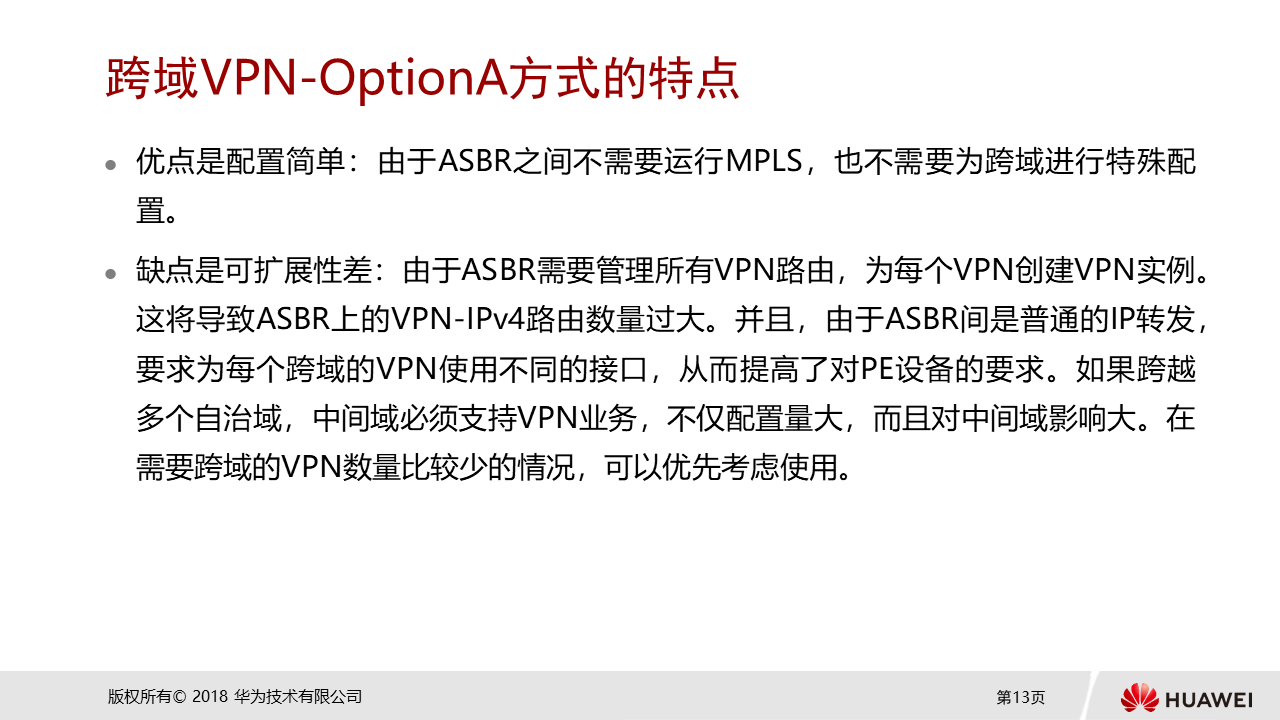 跨域VPN-OptionA方式的特点
优点是配置简单：由于ASBR之间不需要运行MPLS，也不需要为跨域进行特殊配
置。
缺点是可扩展性差：由于ASBR需要管理所有VPN路由，为每个VPN创建VPN实例。
这将导致ASBR上的VPN-IPv4路由数量过大。并且，由于ASBR间是普通的IP转发，
要求为每个跨域的VPN使用不同的接口，从而提高了对PE设备的要求。如果跨越
多个自治域，中间域必须支持VPN业务，不仅配置量大，而且对中间域影响大。在
需要跨域的VPN数量比较少的情况，可以优先考虑使用。
版权所有© 2018 华为技术有限公司
第13页
HUAWEI